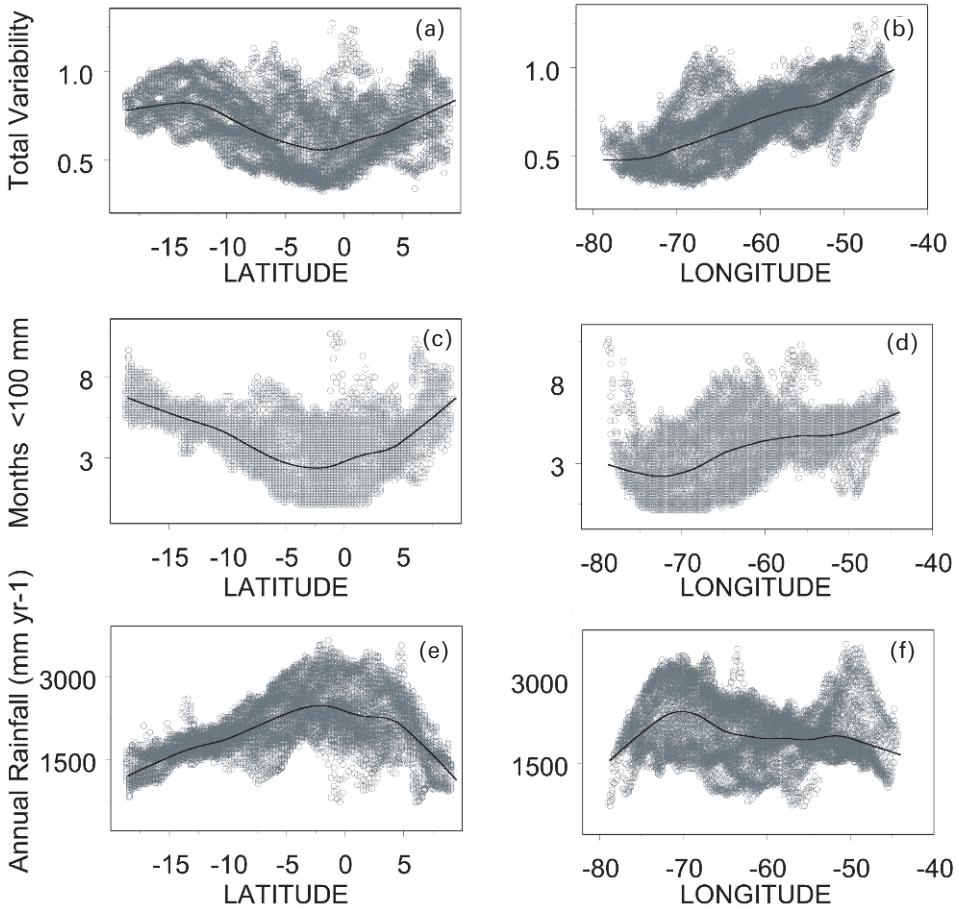 Total Variability
(a)
1.0
0.5
-15 -10 -5 0 5
LATITUDE
(b)
1.0
0.5
-80 -70 -60 -50 -40
LONGITUDE
Months <100 mm
(c)
8
3
-15 -10 -5 0 5
LATITUDE
(d)
8
3
-80 -70 -60 -50 -40
LONGITUDE
Annual Rainfall (mm yr-1)
(e)
3000
1500
-15 -10 -5 0 5
LATITUDE
(f)
3000
1500
-80 -70 -60 -50 -40
LONGITUDE